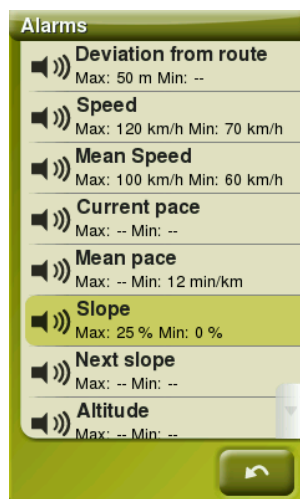 Alarms
Deviation from route
Max: 50 m Min: --
Speed
Max: 120 km/h Min: 70 km/h
Mean Speed
Max: 100 km/h Min: 60 km/h
Current pace
Max: -- Min: --
Mean pace
Max: -- Min: 12 min/km
Slope
Max: 25 % Min: 0 %
Next slope
Max: -- Min: --
Altitude
Max: -- Min: --